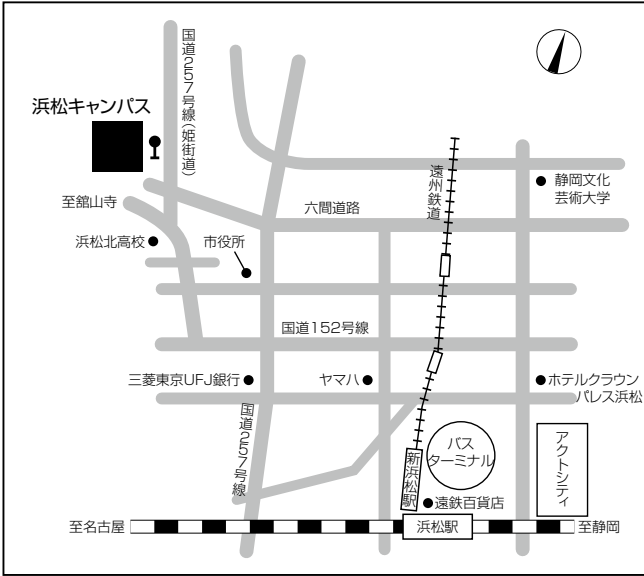 国道257号線(姫街道)
浜松キャンパス
遠州鉄道
静岡文化
芸術大学
至舘山寺
六間道路
浜松北高校
市役所
国道152号線
三菱東京UFJ銀行
ヤマハ
ホテルクラウン
パレス浜松
国道257号線
バス
ターミナル
アクトシティ
新浜松駅
遠鉄百貨店
至名古屋
浜松駅
至静岡